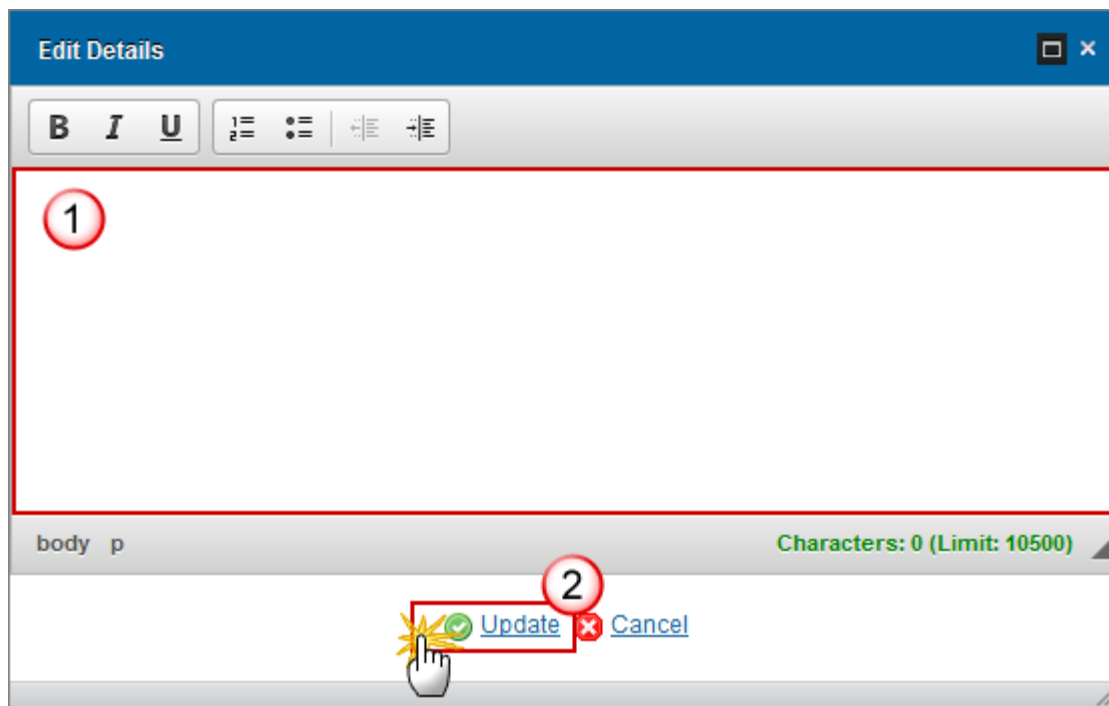 Edit Details
B I U
1
body p Characters: 0 (Limit: 10500)
2
Update Cancel